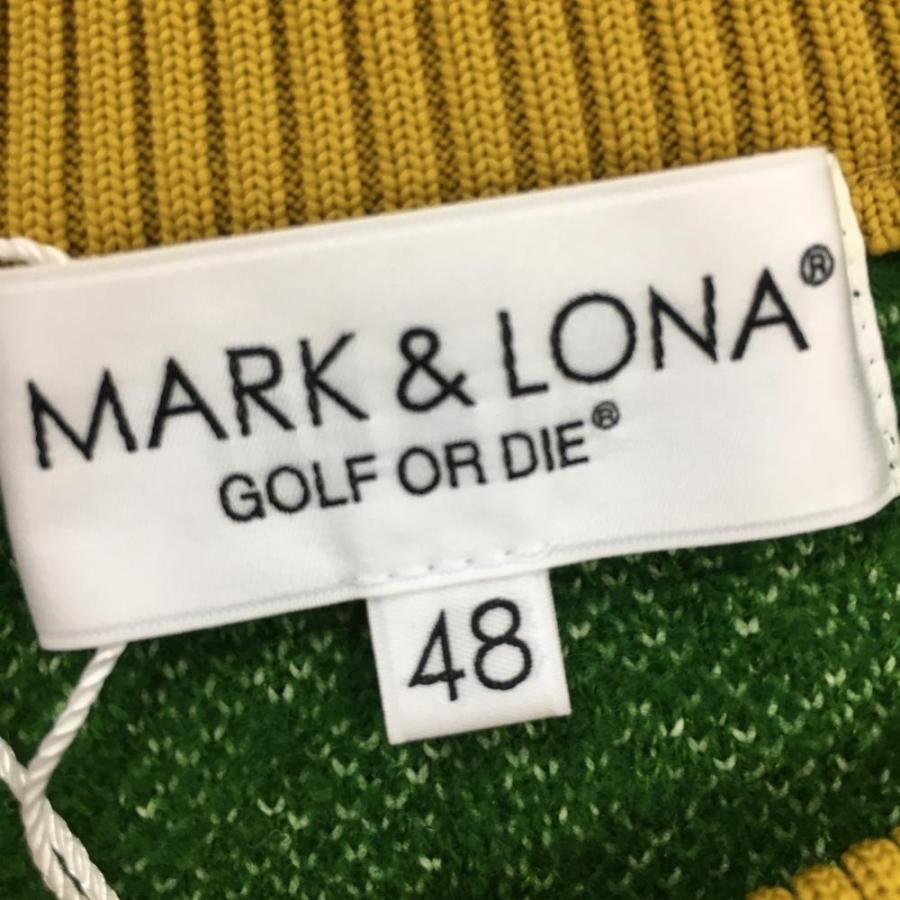 MARK & LONA®
GOLF OR DIE®
48